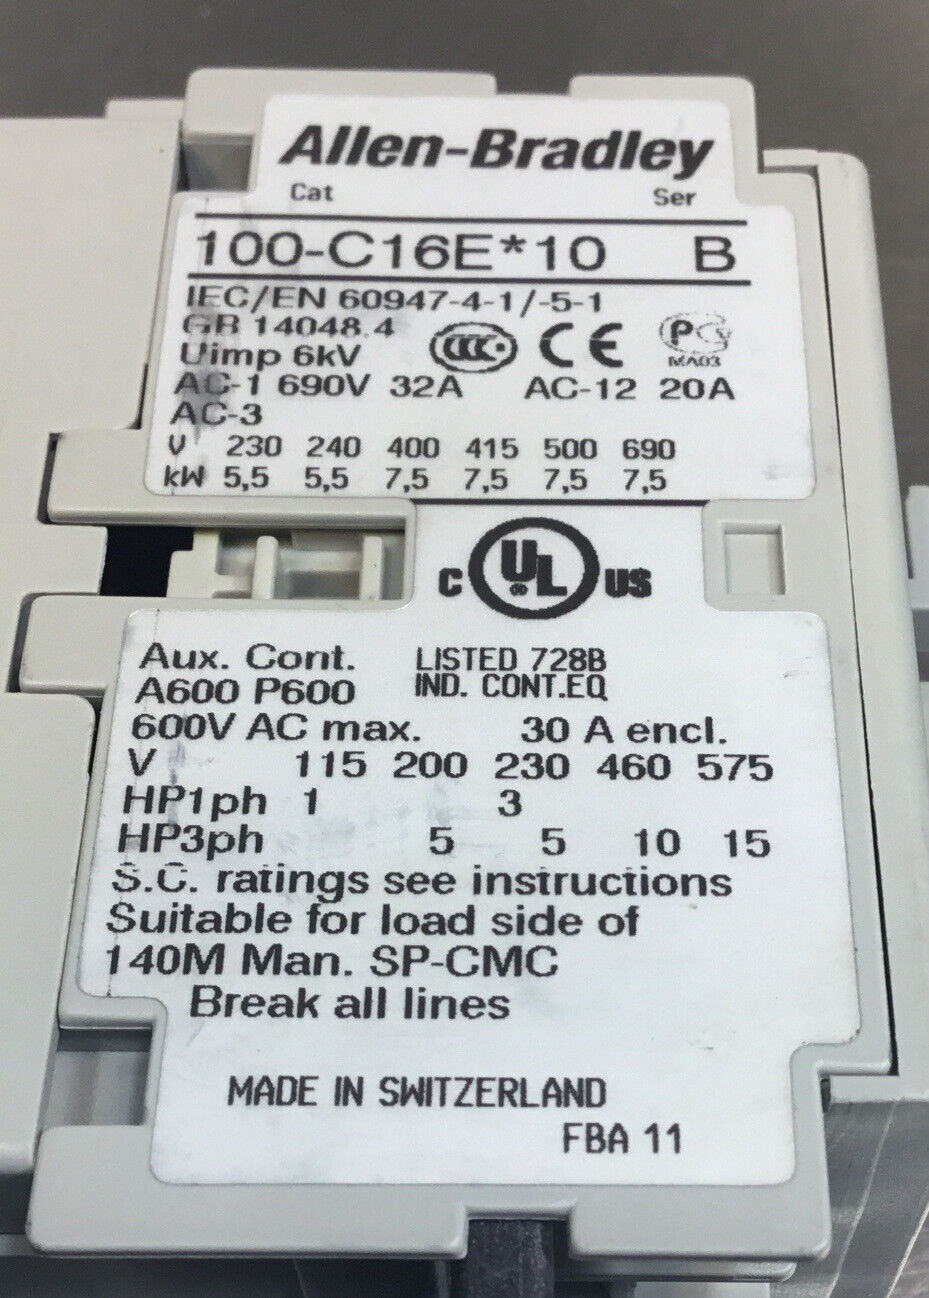 Allen-Bradley
Cat Ser
100-C16E*10 B
IEC/EN 60947-4-1/-5-1
GB 14048.4
Uimp 6kV
CCC CE PC
MA03
AC-1 690V 32A AC-12 20A
AC-3
V 230 240 400 415 500 690
kW 5,5 5,5 7,5 7,5 7,5 7,5
C UL US
®
Aux. Cont. LISTED 728B
A600 P600 IND. CONT.EQ
600V AC max. 30 A encl.
V 115 200 230 460 575
HP1ph 1 3
HP3ph 5 5 10 15
S.C. ratings see instructions
Suitable for load side of
140M Man. SP-CMC
Break all lines
MADE IN SWITZERLAND
FBA 11